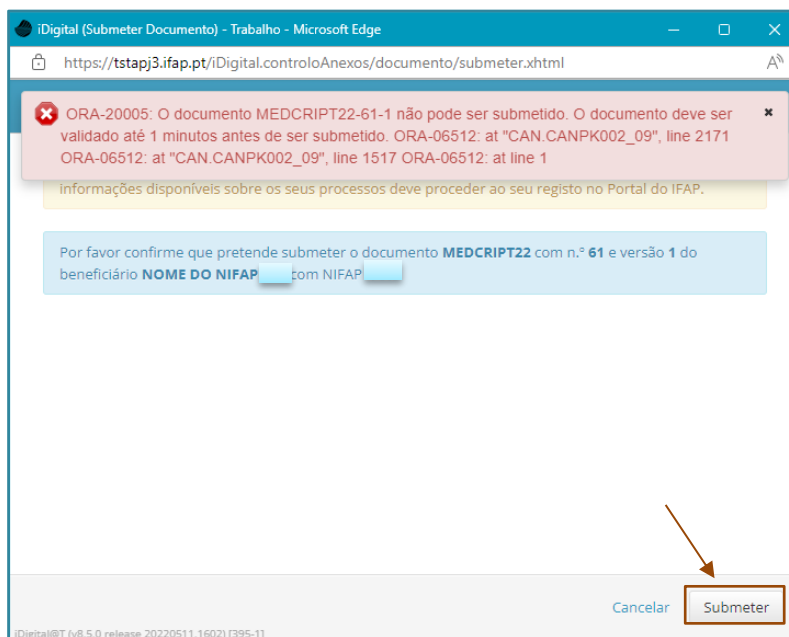 iDigital (Submeter Documento) - Trabalho - Microsoft Edge
https://tstapj3.ifap.pt/iDigital.controloAnexos/documento/submeter.xhtml
ORA-20005: O documento MEDCRIPT22-61-1 não pode ser submetido. O documento deve ser
validado até 1 minutos antes de ser submetido. ORA-06512: at "CAN.CANPK002_09", line 2171
ORA-06512: at "CAN.CANPK002_09", line 1517 ORA-06512: at line 1
informações disponíveis sobre os seus processos deve proceder ao seu registo no Portal do IFAP.
Por favor confirme que pretende submeter o documento MEDCRIPT22 com n.º 61 e versão 1 do
beneficiário NOME DO NIFAP com NIFAP
Cancelar
Submeter
iDigital@T (v8.5.0 release 20220511.1602) [395-1]